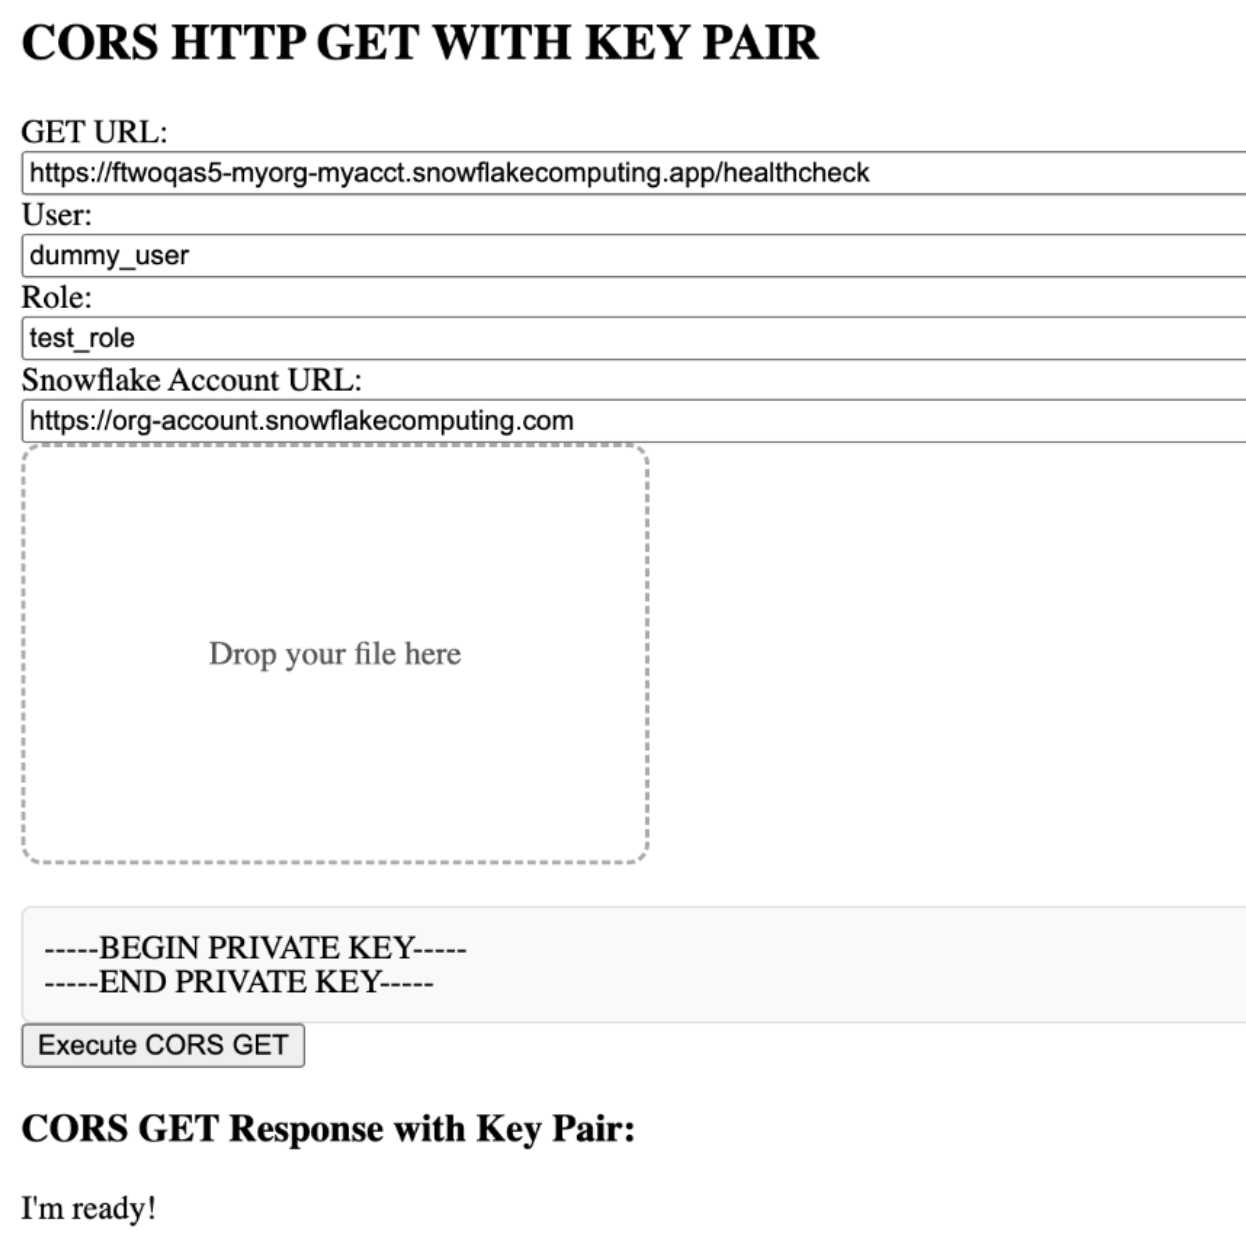 CORS HTTP GET WITH KEY PAIR
GET URL:
https://ftwoqas5-myorg-myacct.snowflakecomputing.app/healthcheck
User:
dummy_user
Role:
test_role
Snowflake Account URL:
https://org-account.snowflakecomputing.com
Drop your file here
-----BEGIN PRIVATE KEY-----
-----END PRIVATE KEY-----
Execute CORS GET
CORS GET Response with Key Pair:
I'm ready!